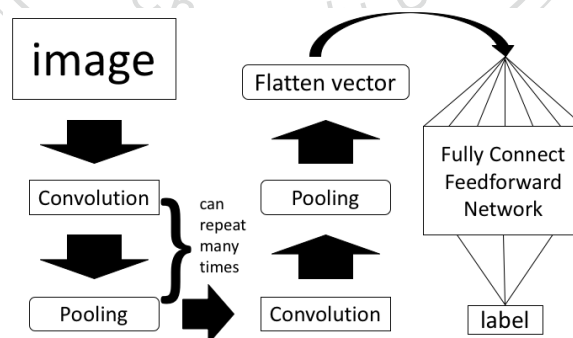 image
Convolution
can
repeat
many
times
Pooling
Convolution
Pooling
Flatten vector
Fully Connect
Feedforward
Network
label